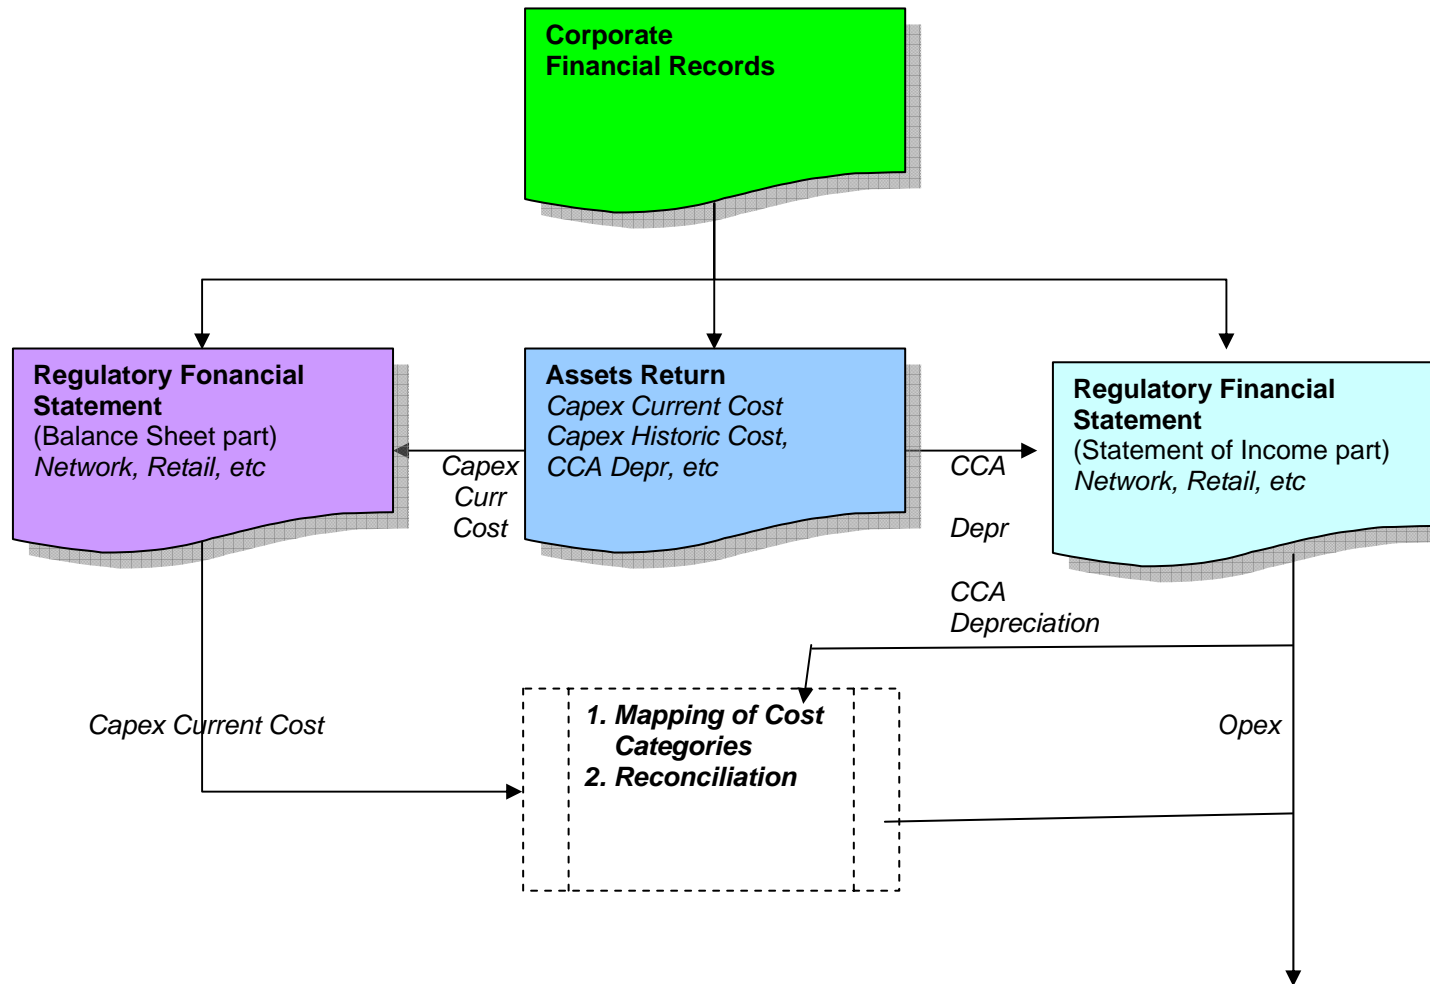 Corporate
Financial Records
Regulatory Fonancial
Statement
(Balance Sheet part)
Network, Retail, etc
Assets Return
Capex Current Cost
Capex Historic Cost,
CCA Depr, etc
Regulatory Financial
Statement
(Statement of Income part)
Network, Retail, etc
Capex
Curr
Cost
CCA
Depr
CCA
Depreciation
Capex Current Cost
1. Mapping of Cost
Categories
2. Reconciliation
Opex